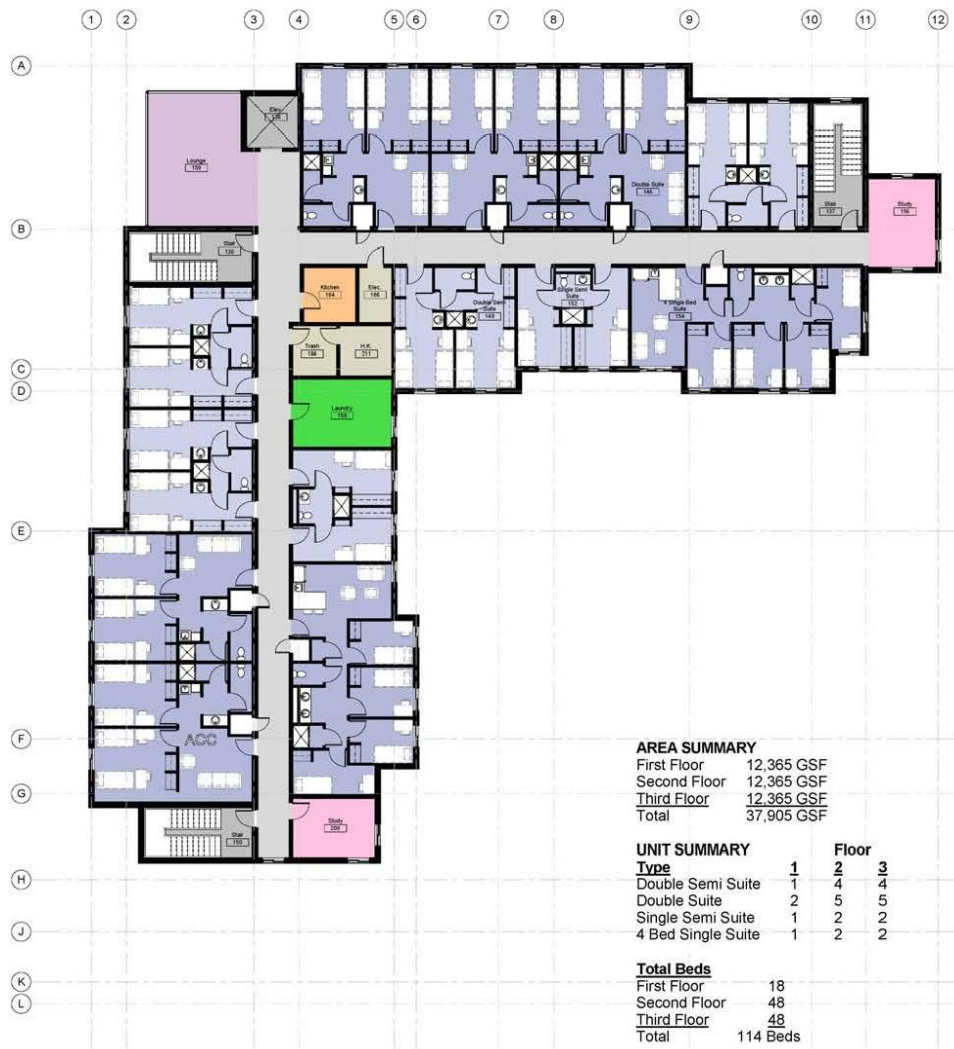 1 2 3 4 5 6 7 8 9 10 11 12
A
Elev.
Lounge
Double Suite
146
Stair
137
Study
156
B
Stair
Kitchen
164
Elec.
166
Double Semi
Suite
Single Semi
Suite
152
4 Single Bed
Suite
154
Trash
H.K.
211
C
D
Laundry
E
F
ACC
G
Stair
150
Study
H
J
K
L
AREA SUMMARY
First Floor 12,365 GSF
Second Floor 12,365 GSF
Third Floor 12,365 GSF
Total 37,905 GSF
UNIT SUMMARY Floor
Type 1 2 3
Double Semi Suite 1 4 4
Double Suite 2 5 5
Single Semi Suite 1 2 2
4 Bed Single Suite 1 2 2
Total Beds
First Floor 18
Second Floor 48
Third Floor 48
Total 114 Beds